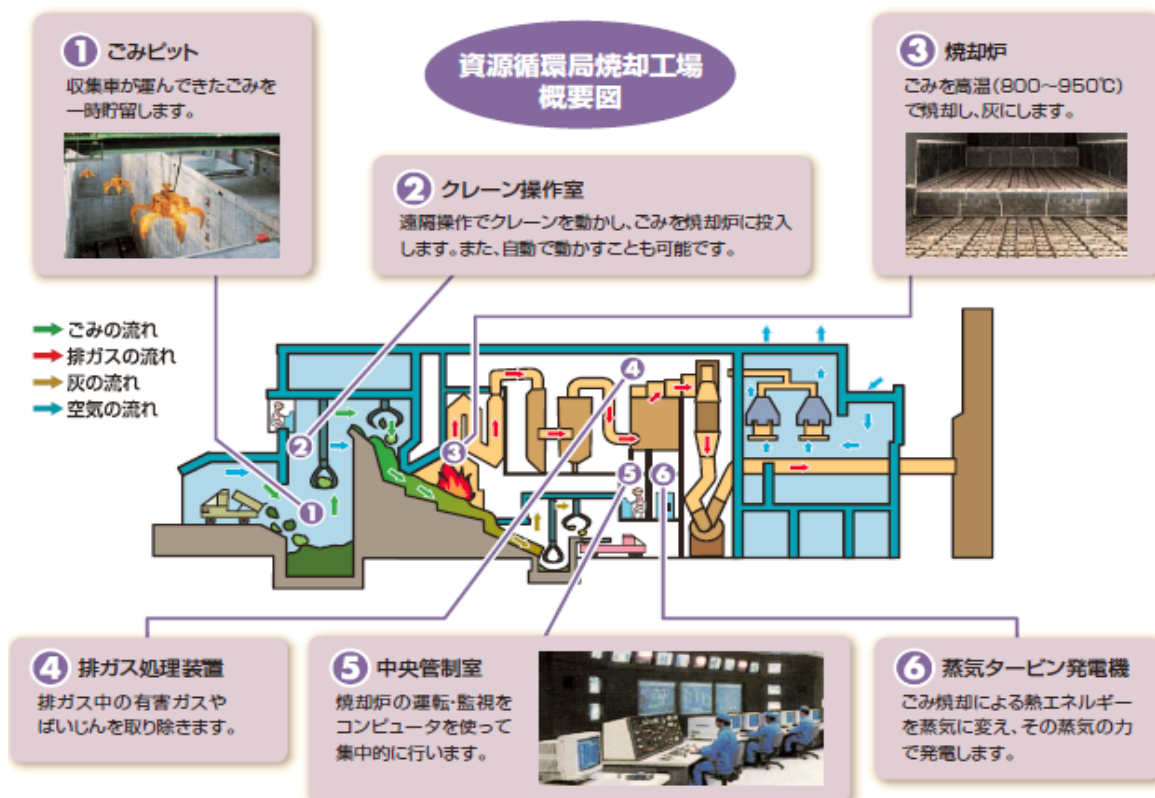 資源循環局焼却工場
概要図
1 ごみピット
収集車が運んできたごみを
一時貯留します。
2 クレーン操作室
遠隔操作でクレーンを動かし、ごみを焼却炉に投入
します。また、自動で動かすことも可能です。
3 焼却炉
ごみを高温(800〜950℃)
で焼却し、灰にします。
ごみの流れ
排ガスの流れ
灰の流れ
空気の流れ
1
2
3
4
5
6
4 排ガス処理装置
排ガス中の有害ガスや
ばいじんを取り除きます。
5 中央管制室
焼却炉の運転・監視を
コンピュータを使って
集中的に行います。
6 蒸気タービン発電機
ごみ焼却による熱エネルギー
を蒸気に変え、その蒸気の力
で発電します。